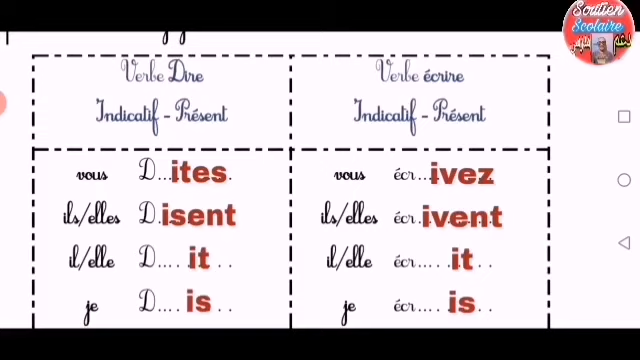 Soutien
Scolaire
Verbe Dire
Indicatif - Présent
vous D...ites.
ils/elles D.isent
il/elle D....it..
je D....is..
Verbe écrire
Indicatif - Présent
vous écr...ivez
ils/elles écr.ivent
il/elle écr.....it..
je écr.....is..